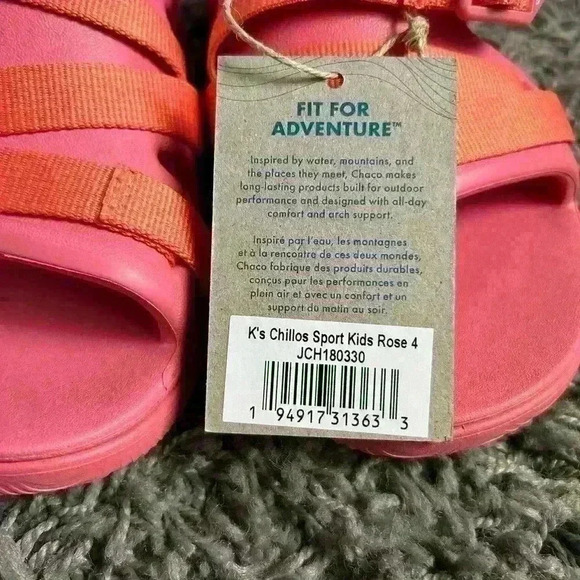 FIT FOR
ADVENTURE™
Inspired by water, mountains, and
the places they meet, Chaco makes
long-lasting products built for outdoor
performance and designed with all-day
comfort and arch support.
Inspiré par l'eau, les montagnes
et à la rencontre de ces deux mondes,
Chaco fabrique des produits durables,
conçus pour les performances en
plein air et avec un confort et un
support du matin au soir.
K's Chillos Sport Kids Rose 4
JCH180330
1 94917 31363 3